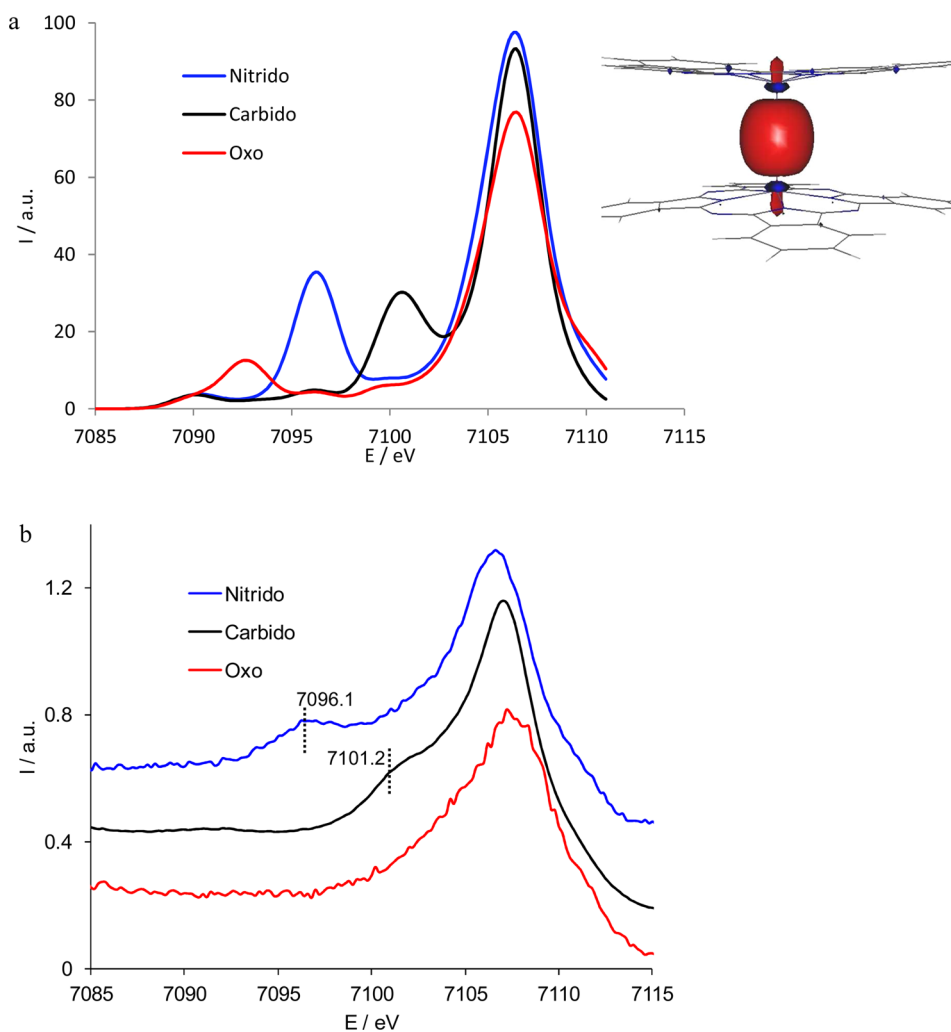 a
100
80
60
40
20
0
I / a.u.
Nitrido
Carbido
Oxo
7085 7090 7095 7100 7105 7110 7115
E / eV
b
1.2
0.8
0.4
0
I / a.u.
Nitrido
Carbido
Oxo
7096.1
7101.2
7085 7090 7095 7100 7105 7110 7115
E / eV